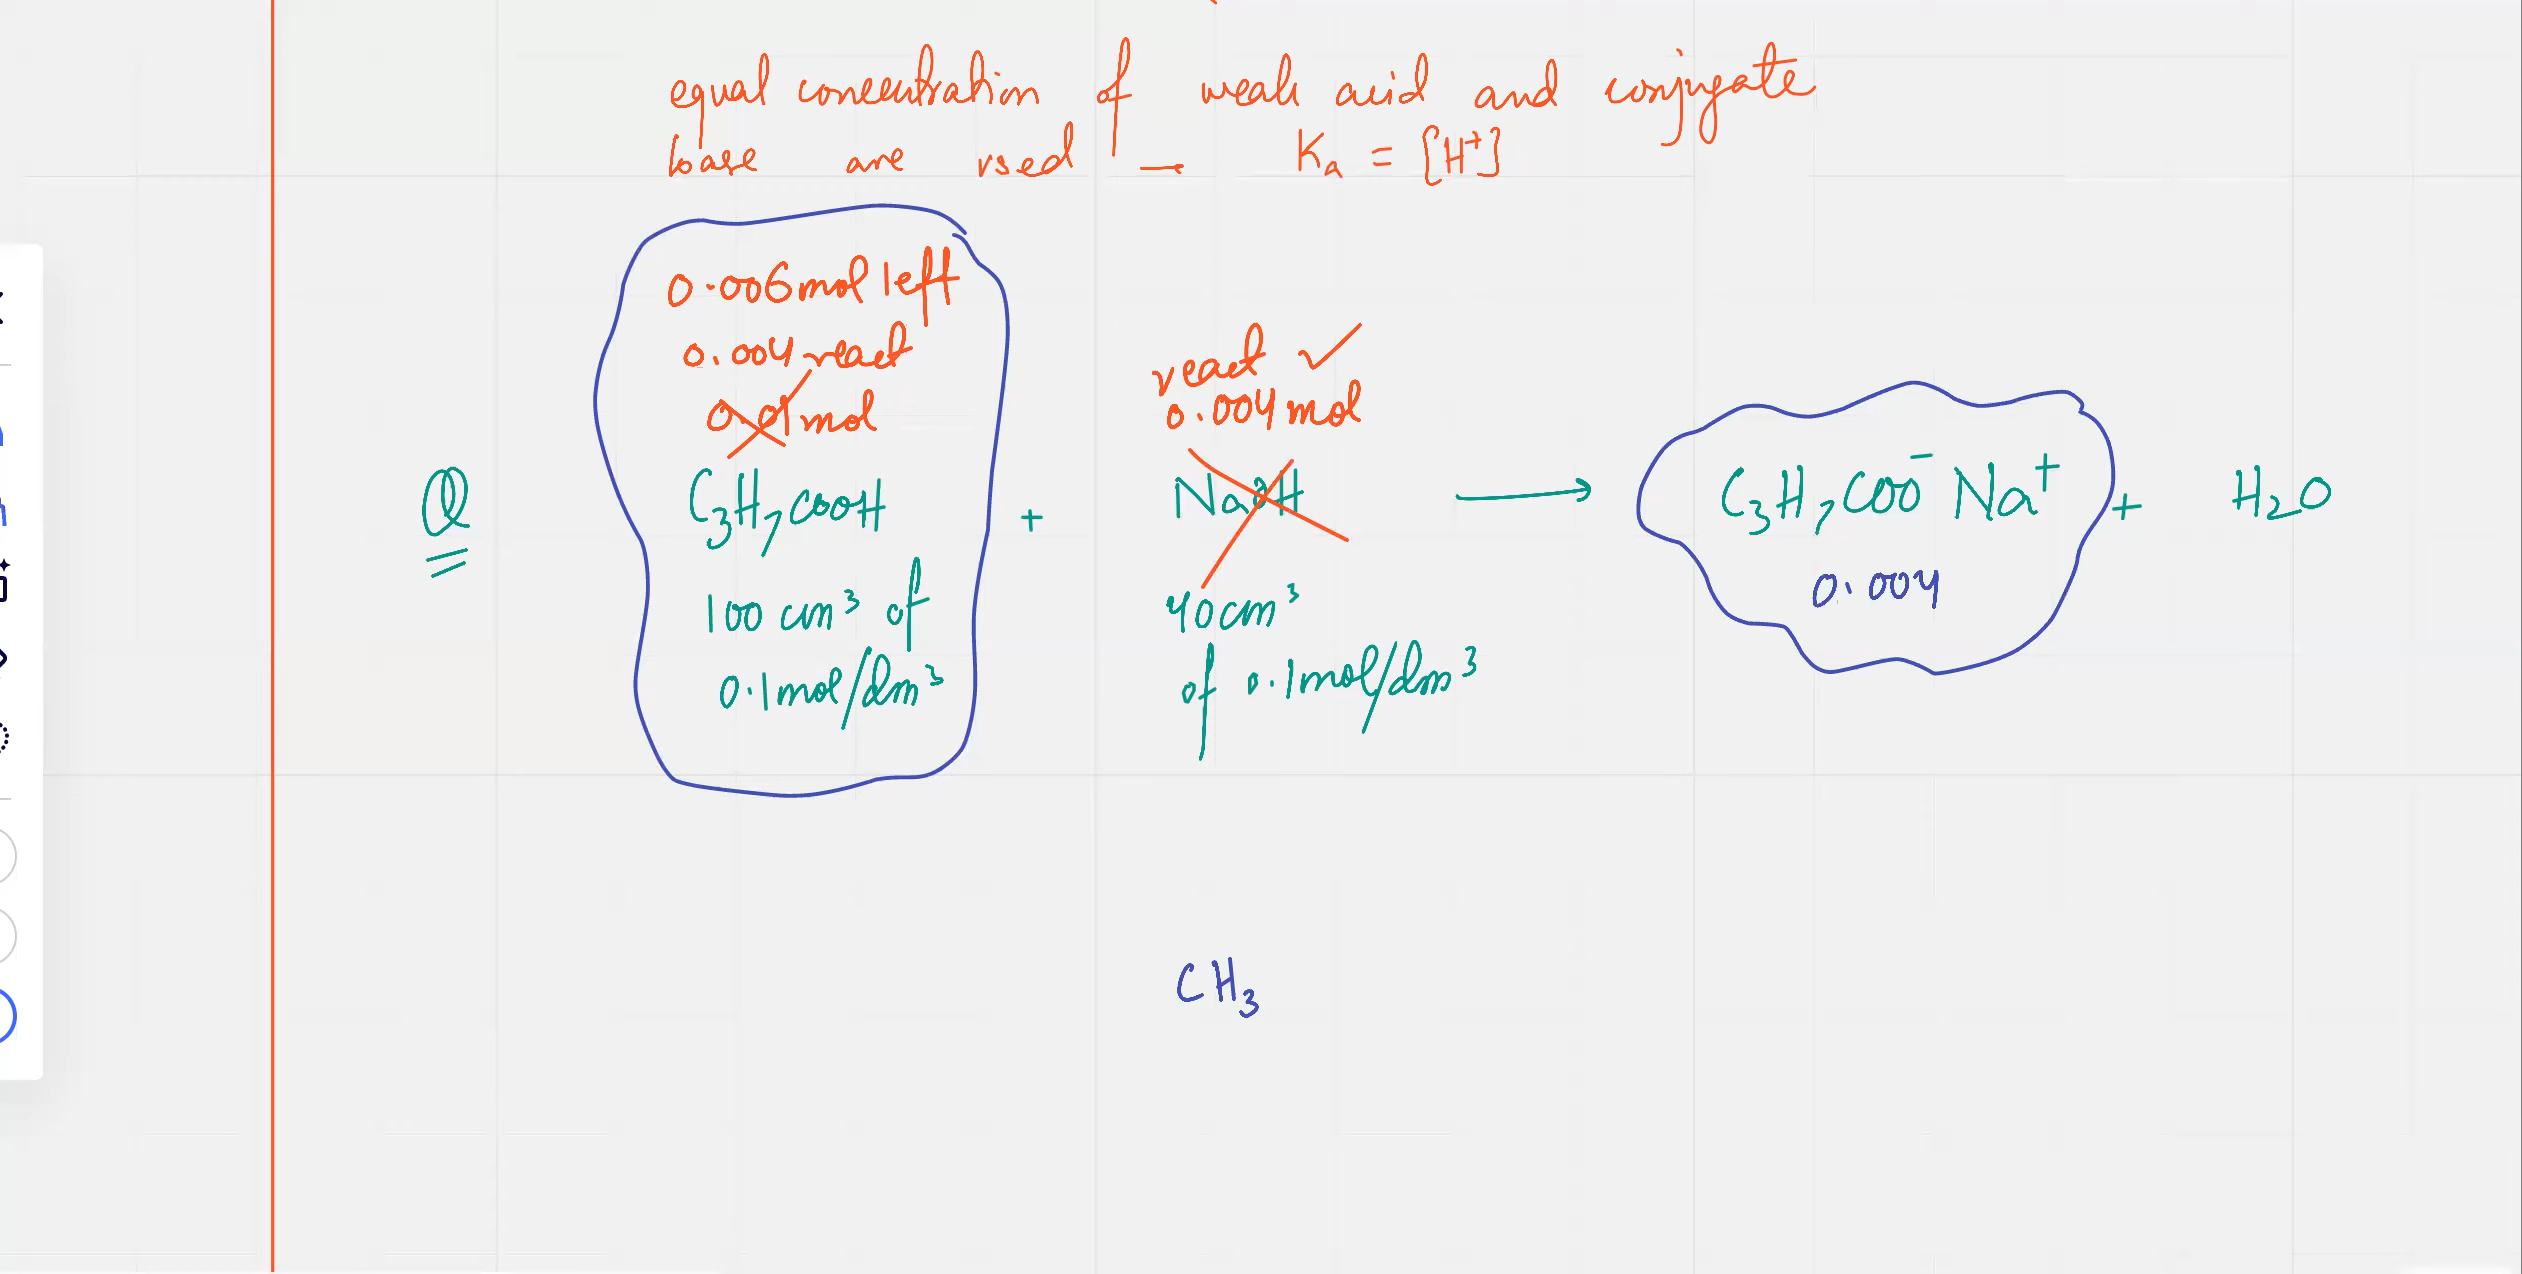 equal concentration of weak acid and conjugate
base are used → Ka = [H⁺]
0.006 mol left
0.004 react
0.01 mol
react ✓
0.004 mol
Q C₃H₇COOH + NaOH → C₃H₇COO⁻ Na⁺ + H₂O
100 cm³ of
0.1 mol/dm³
40 cm³
of 0.1 mol/dm³
0.004
CH₃